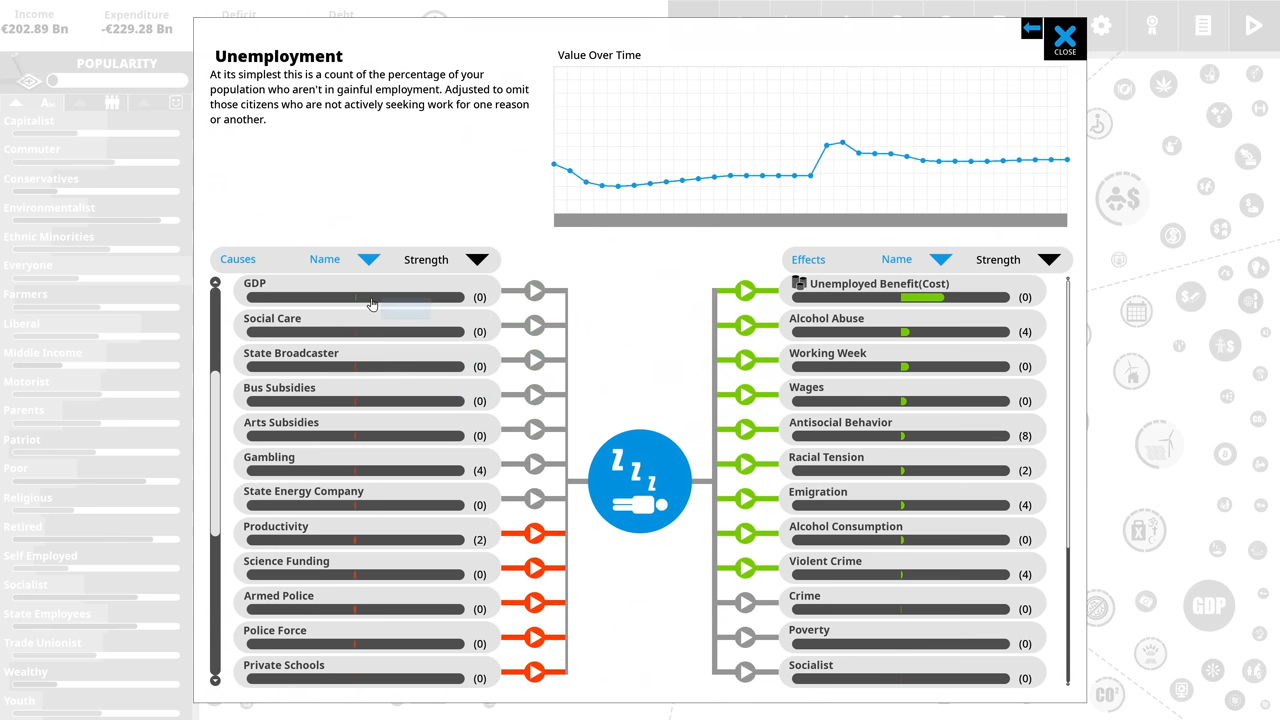 Income
Expenditure
Deficit
Debt
€202.89 Bn
-€229.28 Bn
POPULARITY
Capitalist
Commuter
Conservatives
Environmentalist
Ethnic Minorities
Everyone
Farmers
Liberal
Middle Income
Motorist
Parents
Patriot
Poor
Religious
Retired
Self Employed
Socialist
State Employees
Trade Unionist
Wealthy
Youth
Unemployment
At its simplest this is a count of the percentage of your
population who aren't in gainful employment. Adjusted to omit
those citizens who are not actively seeking work for one reason
or another.
Value Over Time
CLOSE
Causes
Name
Strength
GDP
(0)
Social Care
(0)
State Broadcaster
(0)
Bus Subsidies
(0)
Arts Subsidies
(0)
Gambling
(4)
State Energy Company
(0)
Productivity
(2)
Science Funding
(0)
Armed Police
(0)
Police Force
(0)
Private Schools
(0)
Z
Z
Z
Effects
Name
Strength
Unemployed Benefit(Cost)
(0)
Alcohol Abuse
(4)
Working Week
(0)
Wages
(0)
Antisocial Behavior
(8)
Racial Tension
(2)
Emigration
(4)
Alcohol Consumption
(0)
Violent Crime
(4)
Crime
(0)
Poverty
(0)
Socialist
(0)
GDP
CO²